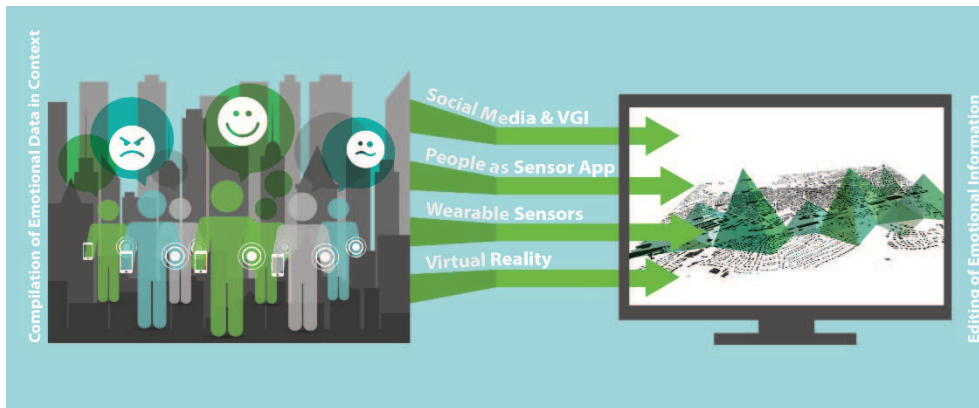 Compilation of Emotional Data in Context
Social Media & VGI
People as Sensor App
Wearable Sensors
Virtual Reality
Editing of Emotional Information